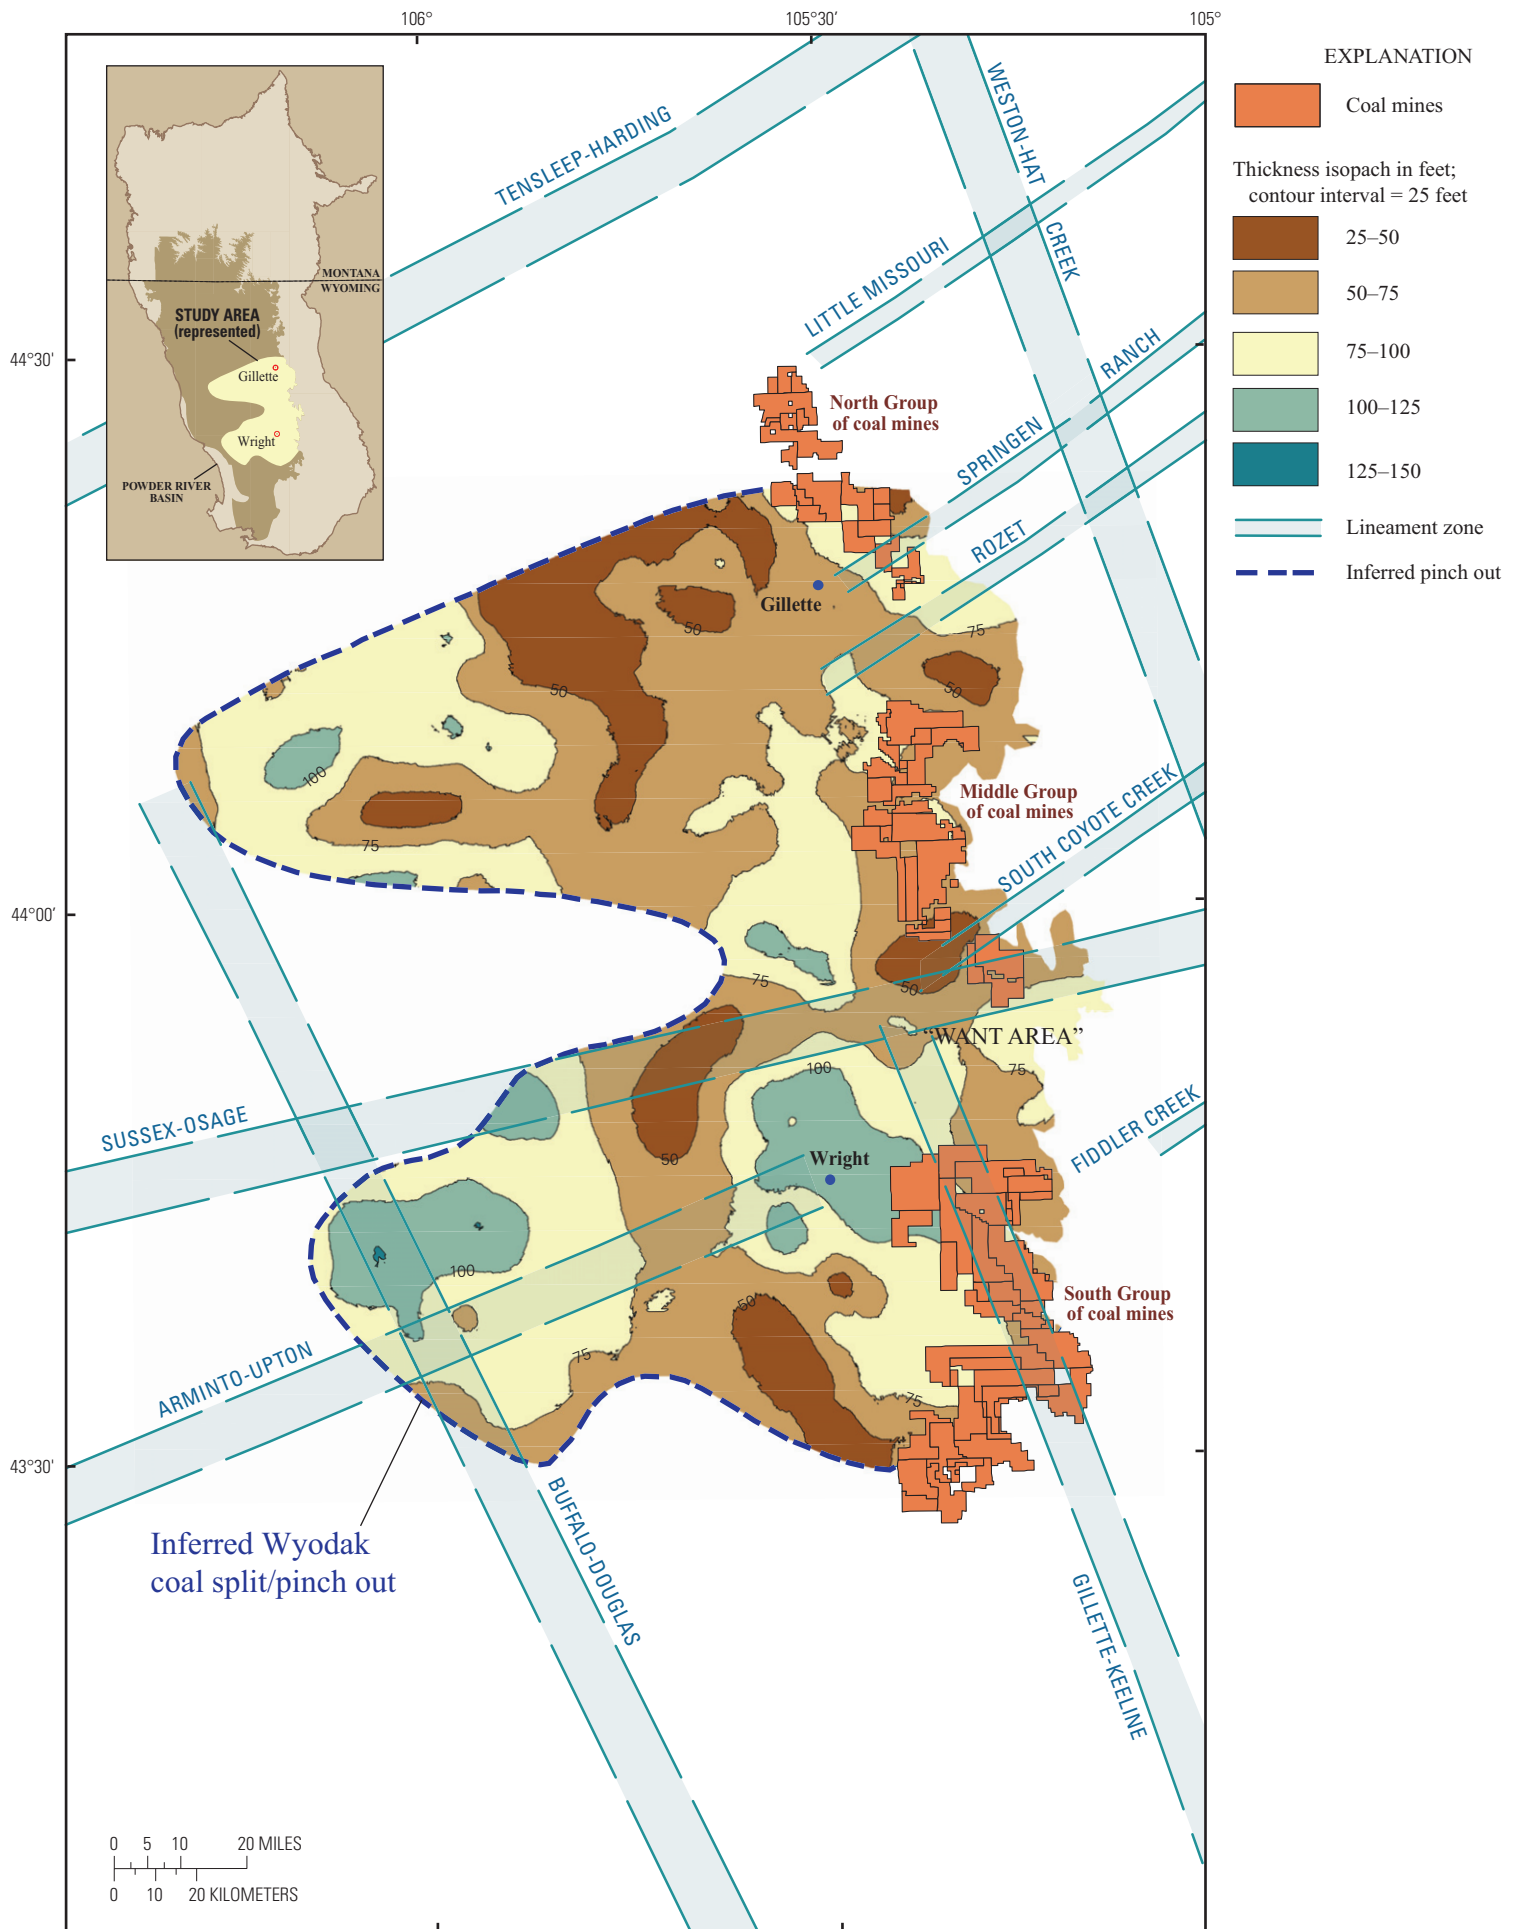 106°
105°30'
105°
44°30'
44°00'
43°30'
MONTANA
WYOMING
STUDY AREA
(represented)
Gillette
Wright
POWDER RIVER
BASIN
TENSLEEP-HARDING
WESTON-HAT
CREEK
LITTLE MISSOURI
RANCH
SPRINGEN
ROZET
North Group
of coal mines
Gillette
50
75
50
50
100
75
Middle Group
of coal mines
SOUTH COYOTE CREEK
75
50
"WANT AREA"
100
75
FIDDLER CREEK
SUSSEX-OSAGE
Wright
50
100
50
South Group
of coal mines
75
75
ARMINTO-UPTON
BUFFALO-DOUGLAS
GILLETTE-KEELINE
Inferred Wyodak
coal split/pinch out
0 5 10 20 MILES
0 10 20 KILOMETERS
EXPLANATION
Coal mines
Thickness isopach in feet;
contour interval = 25 feet
25–50
50–75
75–100
100–125
125–150
Lineament zone
Inferred pinch out